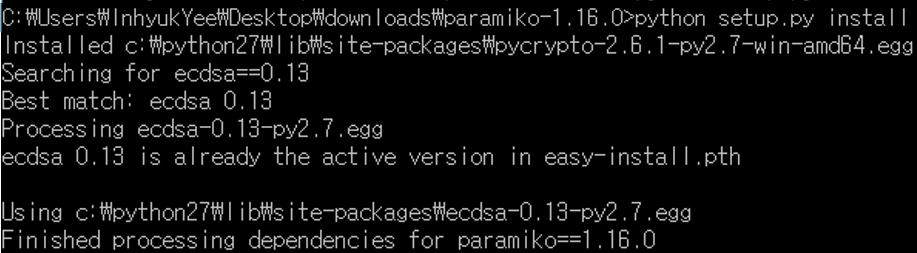 C:₩Users₩InhyukYee₩Desktop₩downloads₩paramiko-1.16.0>python setup.py install
Installed c:₩python27₩lib₩site-packages₩pycrypto-2.6.1-py2.7-win-amd64.egg
Searching for ecdsa==0.13
Best match: ecdsa 0.13
Processing ecdsa-0.13-py2.7.egg
ecdsa 0.13 is already the active version in easy-install.pth

Using c:₩python27₩lib₩site-packages₩ecdsa-0.13-py2.7.egg
Finished processing dependencies for paramiko==1.16.0